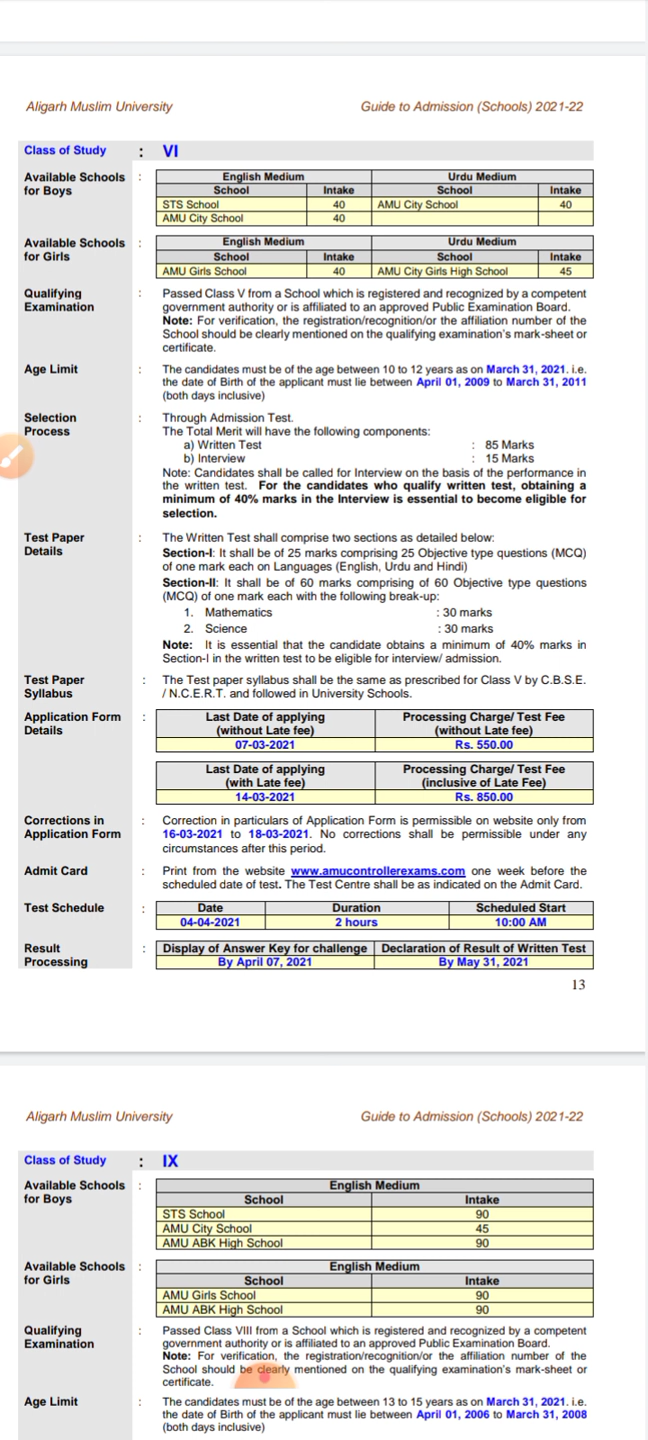 Aligarh Muslim University Guide to Admission (Schools) 2021-22
Class of Study : VI
Available Schools for Boys :
English Medium Urdu Medium
School Intake School Intake
STS School 40 AMU City School 40
AMU City School 40
Available Schools for Girls :
English Medium Urdu Medium
School Intake School Intake
AMU Girls School 40 AMU City Girls High School 45
Qualifying Examination :
Passed Class V from a School which is registered and recognized by a competent
government authority or is affiliated to an approved Public Examination Board.
Note: For verification, the registration/recognition/or the affiliation number of the
School should be clearly mentioned on the qualifying examination's mark-sheet or
certificate.
Age Limit : The candidates must be of the age between 10 to 12 years as on March 31, 2021. i.e.
the date of Birth of the applicant must lie between April 01, 2009 to March 31, 2011
(both days inclusive)
Selection Process :
Through Admission Test.
The Total Merit will have the following components:
a) Written Test : 85 Marks
b) Interview : 15 Marks
Note: Candidates shall be called for Interview on the basis of the performance in
the written test. For the candidates who qualify written test, obtaining a
minimum of 40% marks in the Interview is essential to become eligible for
selection.
Test Paper Details :
The Written Test shall comprise two sections as detailed below:
Section-I: It shall be of 25 marks comprising 25 Objective type questions (MCQ)
of one mark each on Languages (English, Urdu and Hindi)
Section-II: It shall be of 60 marks comprising of 60 Objective type questions
(MCQ) of one mark each with the following break-up:
1. Mathematics : 30 marks
2. Science : 30 marks
Note: It is essential that the candidate obtains a minimum of 40% marks in
Section-I in the written test to be eligible for interview/ admission.
Test Paper Syllabus :
The Test paper syllabus shall be the same as prescribed for Class V by C.B.S.E.
/ N.C.E.R.T. and followed in University Schools.
Application Form Details :
Last Date of applying Processing Charge/ Test Fee
(without Late fee) (without Late fee)
07-03-2021 Rs. 550.00
Last Date of applying Processing Charge/ Test Fee
(with Late fee) (inclusive of Late Fee)
14-03-2021 Rs. 850.00
Corrections in Application Form :
Correction in particulars of Application Form is permissible on website only from
16-03-2021 to 18-03-2021. No corrections shall be permissible under any
circumstances after this period.
Admit Card : Print from the website www.amucontrollerexams.com one week before the
scheduled date of test. The Test Centre shall be as indicated on the Admit Card.
Test Schedule : Date Duration Scheduled Start
04-04-2021 2 hours 10:00 AM
Result Processing :
Display of Answer Key for challenge Declaration of Result of Written Test
By April 07, 2021 By May 31, 2021
13
Aligarh Muslim University Guide to Admission (Schools) 2021-22
Class of Study : IX
Available Schools for Boys :
English Medium
School Intake
STS School 90
AMU City School 45
AMU ABK High School 90
Available Schools for Girls :
English Medium
School Intake
AMU Girls School 90
AMU ABK High School 90
Qualifying Examination :
Passed Class VIII from a School which is registered and recognized by a competent
government authority or is affiliated to an approved Public Examination Board.
Note: For verification, the registration/recognition/or the affiliation number of the
School should be clearly mentioned on the qualifying examination's mark-sheet or
certificate.
Age Limit : The candidates must be of the age between 13 to 15 years as on March 31, 2021. i.e.
the date of Birth of the applicant must lie between April 01, 2006 to March 31, 2008
(both days inclusive)